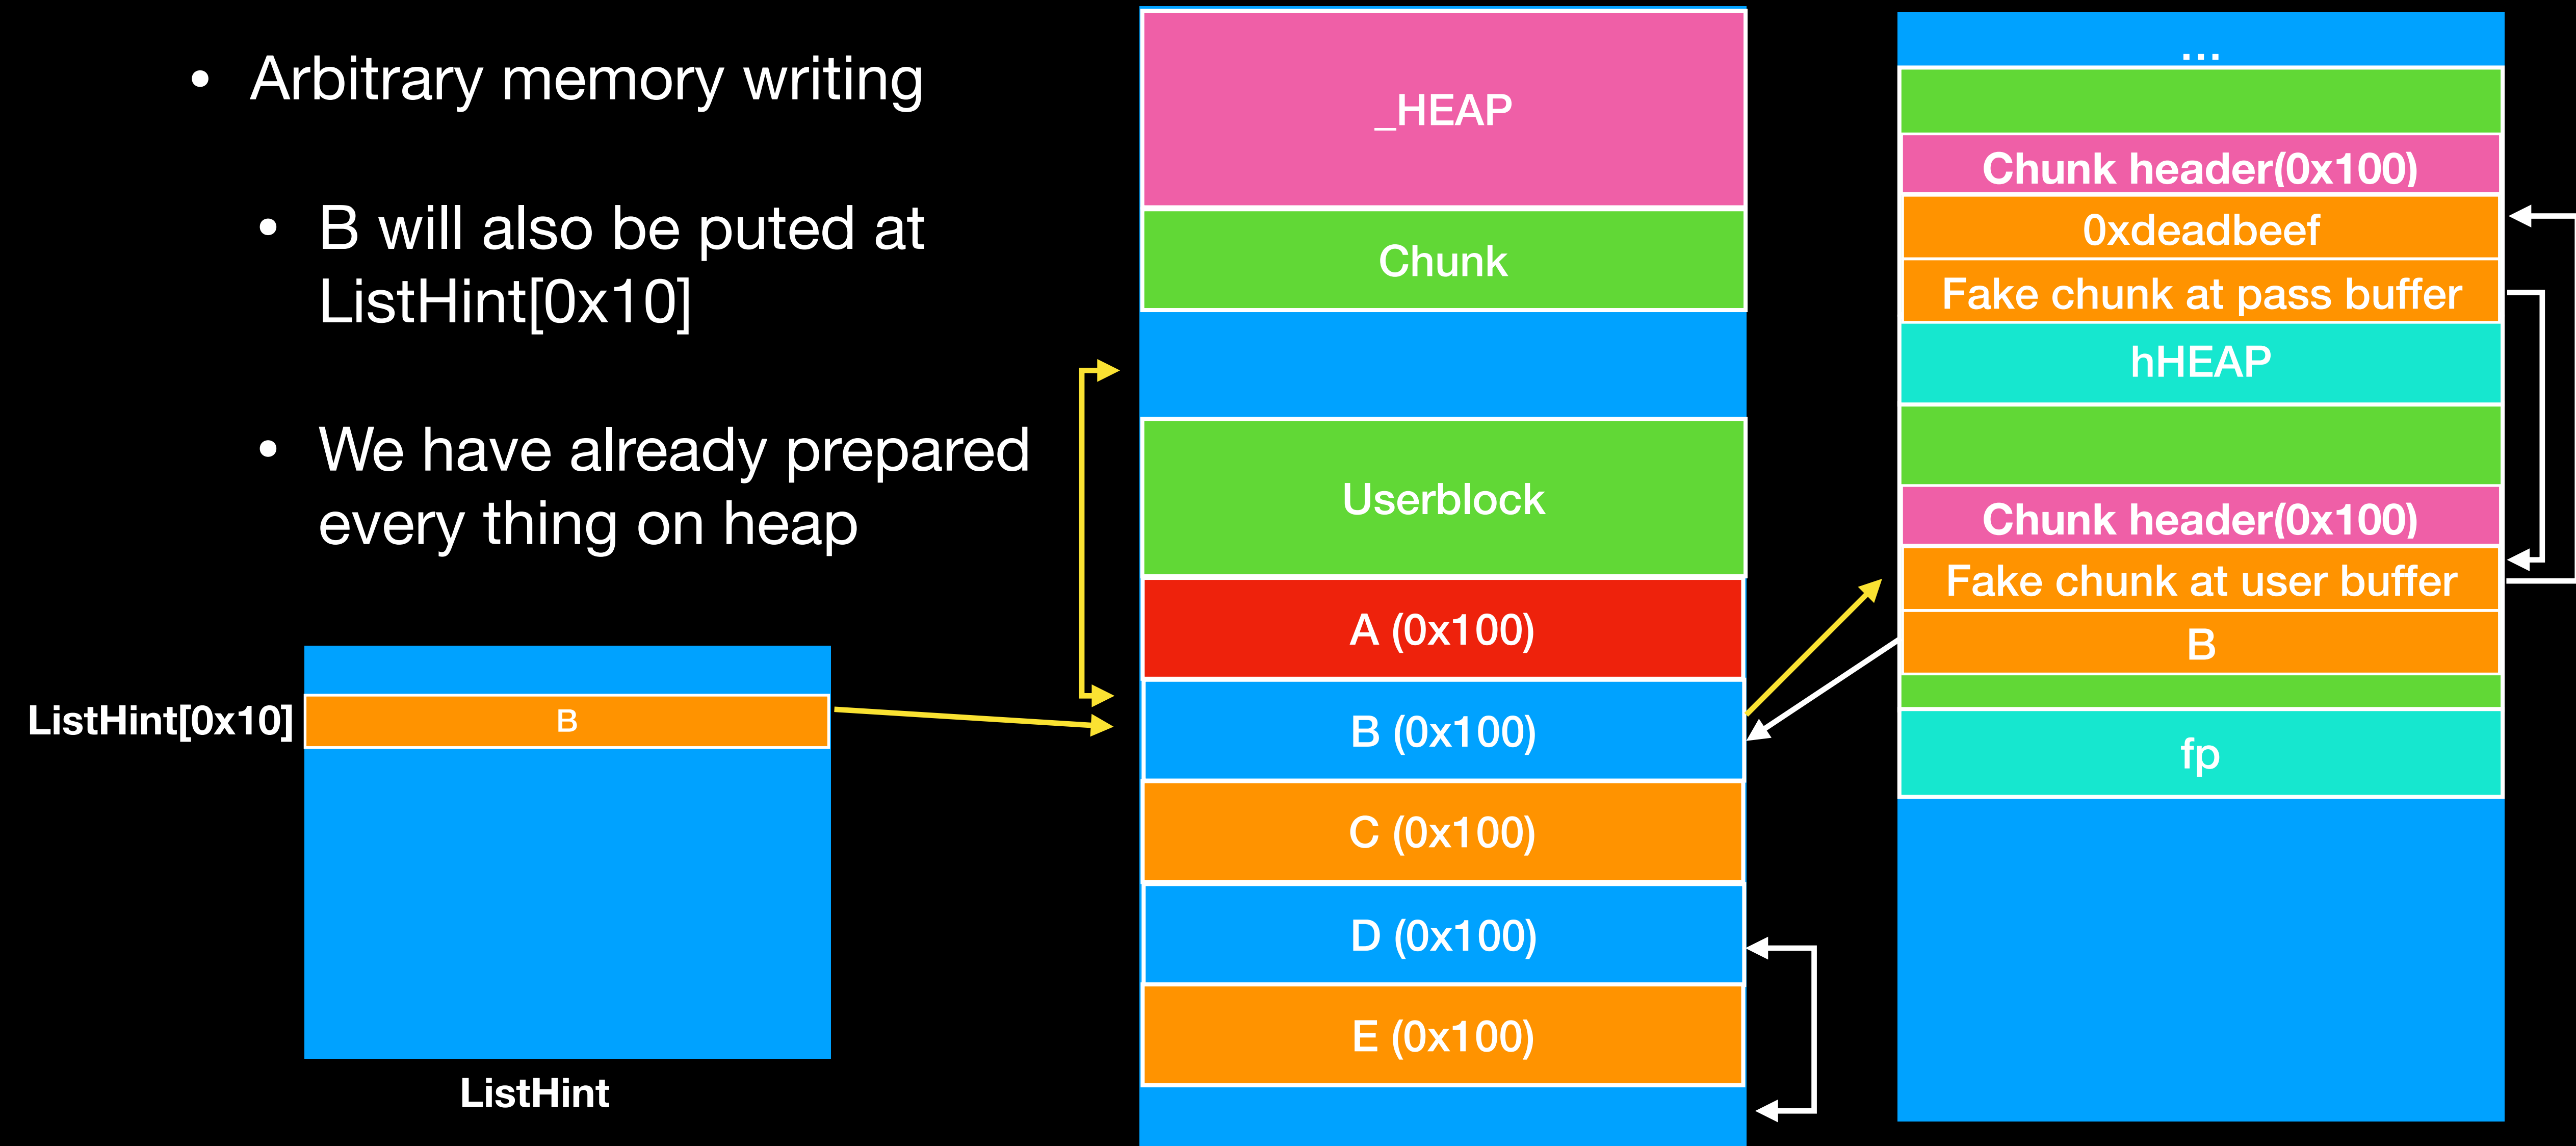 • Arbitrary memory writing
• B will also be puted at
ListHint[0x10]
• We have already prepared
every thing on heap
ListHint[0x10]
B
ListHint
_HEAP
Chunk
Userblock
A (0x100)
B (0x100)
C (0x100)
D (0x100)
E (0x100)
...
Chunk header(0x100)
0xdeadbeef
Fake chunk at pass buffer
hHEAP
Chunk header(0x100)
Fake chunk at user buffer
B
fp